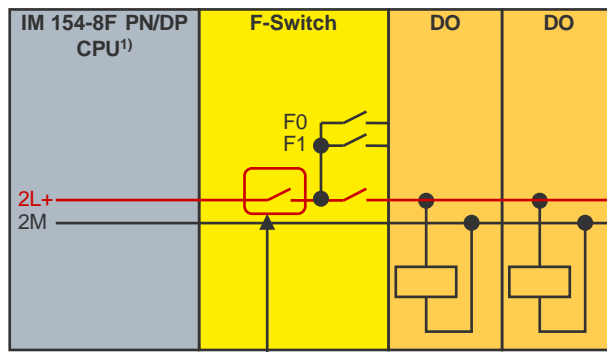 IM 154-8F PN/DP
CPU1)
F-Switch
DO
DO
F0
F1
2L+
2M